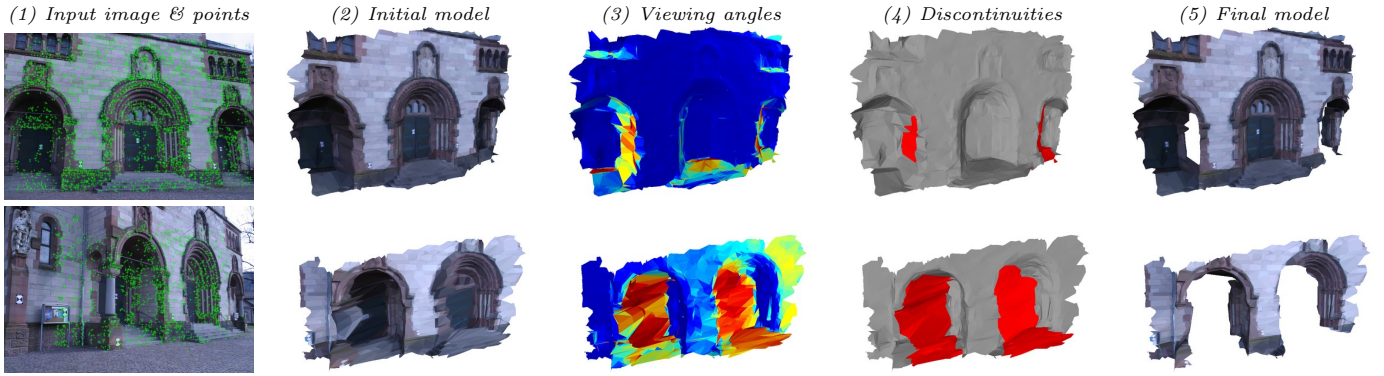 (1) Input image & points (2) Initial model (3) Viewing angles (4) Discontinuities (5) Final model